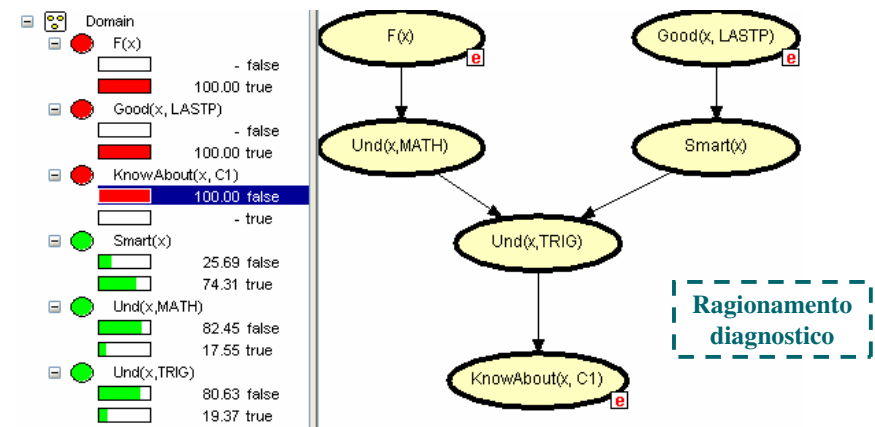 Domain
F(x)
- false
100.00 true
Good(x, LASTP)
- false
100.00 true
KnowAbout(x, C1)
100.00 false
- true
Smart(x)
25.69 false
74.31 true
Und(x,MATH)
82.45 false
17.55 true
Und(x,TRIG)
80.63 false
19.37 true
F(x)
e
Good(x, LASTP)
e
Und(x,MATH)
Smart(x)
Und(x,TRIG)
KnowAbout(x, C1)
e
Ragionamento
diagnostico